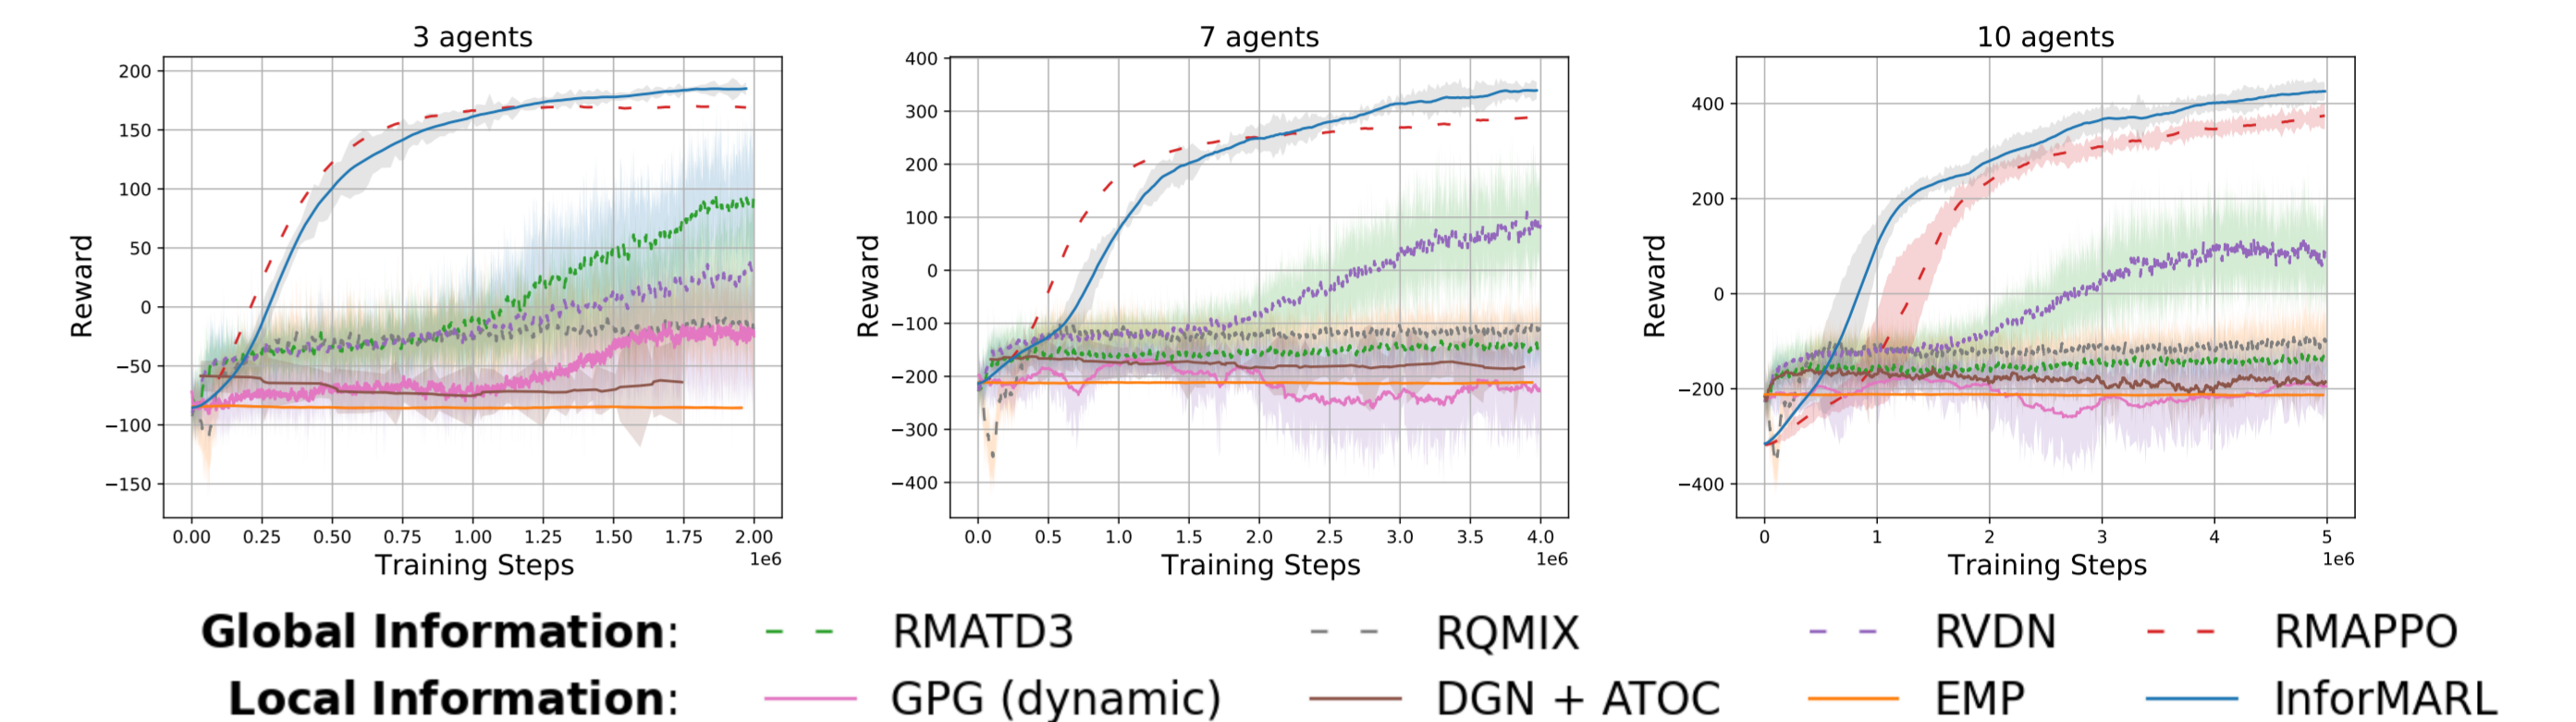 3 agents
7 agents
10 agents
Reward
200
150
100
50
0
−50
−100
−150
0.00 0.25 0.50 0.75 1.00 1.25 1.50 1.75 2.00
1e6
Training Steps
Reward
400
300
200
100
0
−100
−200
−300
−400
0.0 0.5 1.0 1.5 2.0 2.5 3.0 3.5 4.0
1e6
Training Steps
Reward
400
200
0
−200
−400
0 1 2 3 4 5
1e6
Training Steps
Global Information: RMATD3 RQMIX RVDN RMAPPO
Local Information: GPG (dynamic) DGN + ATOC EMP InforMARL